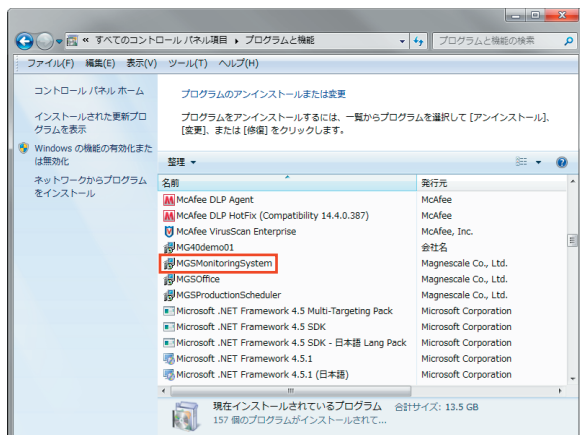 « すべてのコントロール パネル項目 ▸ プログラムと機能
プログラムと機能の検索
ファイル(F) 編集(E) 表示(V) ツール(T) ヘルプ(H)
コントロール パネル ホーム
インストールされた更新プロ
グラムを表示
Windows の機能の有効化また
は無効化
ネットワークからプログラム
をインストール
プログラムのアンインストールまたは変更
プログラムをアンインストールするには、一覧からプログラムを選択して [アンインストール]、
[変更]、または [修復] をクリックします。
整理
名前 発行元
McAfee DLP Agent McAfee
McAfee DLP HotFix (Compatibility 14.4.0.387) McAfee
McAfee VirusScan Enterprise McAfee, Inc.
MG40demo01 会社名
MGSMonitoringSystem Magnescale Co., Ltd.
MGSOffice Magnescale Co., Ltd.
MGSProductionScheduler Magnescale Co., Ltd.
Microsoft .NET Framework 4.5 Multi-Targeting Pack Microsoft Corporation
Microsoft .NET Framework 4.5 SDK Microsoft Corporation
Microsoft .NET Framework 4.5 SDK - 日本語 Lang Pack Microsoft Corporation
Microsoft .NET Framework 4.5.1 Microsoft Corporation
Microsoft .NET Framework 4.5.1 (日本語) Microsoft Corporation
現在インストールされているプログラム 合計サイズ: 13.5 GB
157 個のプログラムがインストールされて...